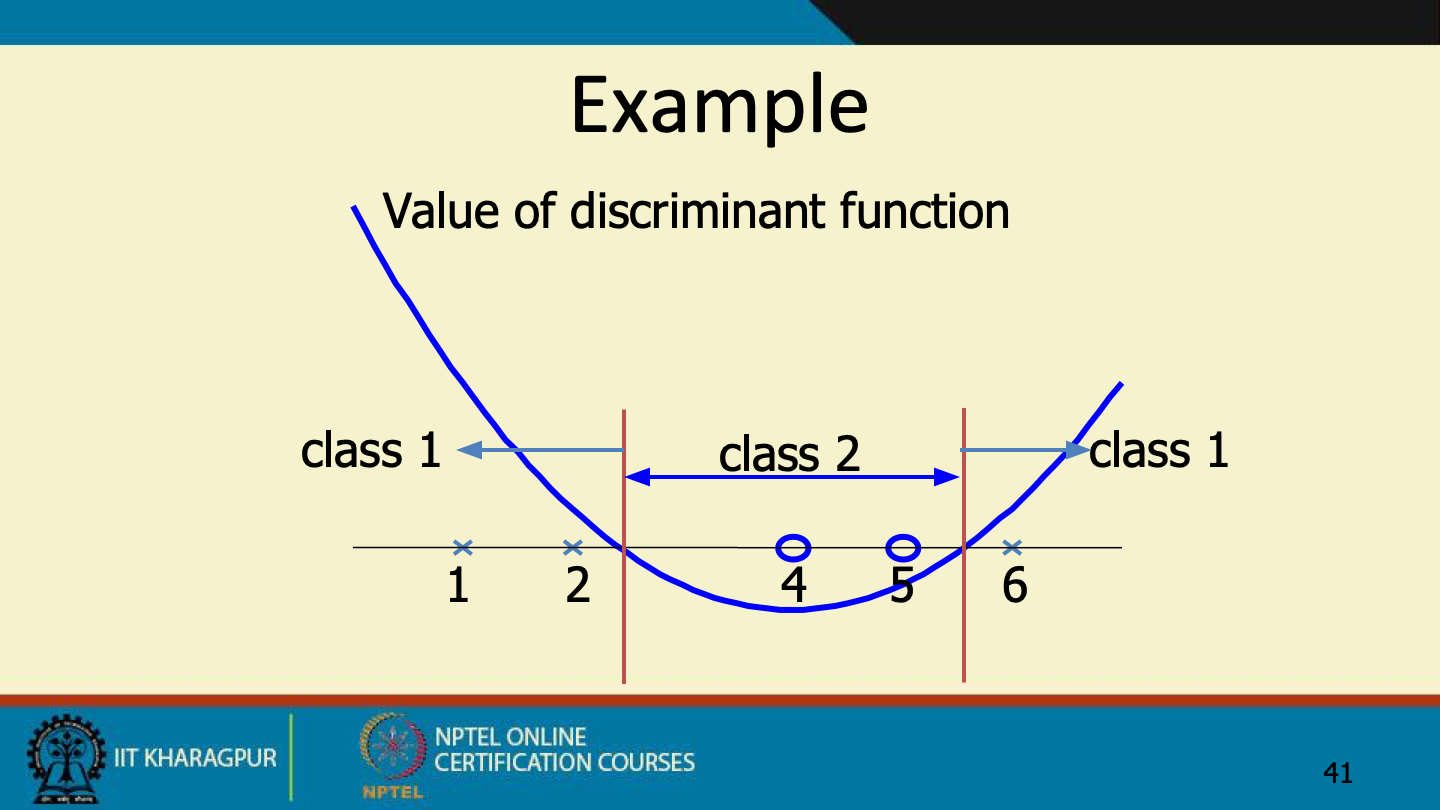 Example
Value of discriminant function
class 1
class 2
class 1
1 2 4 5 6
IIT KHARAGPUR
NPTEL
NPTEL ONLINE
CERTIFICATION COURSES
41